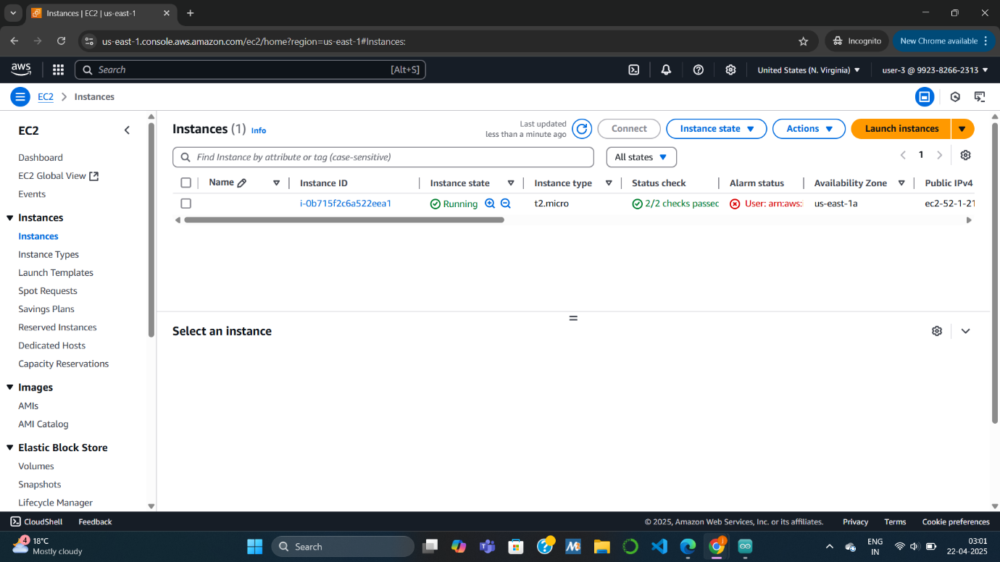 Instances | EC2 | us-east-1
us-east-1.console.aws.amazon.com/ec2/home?region=us-east-1#Instances:
Incognito
New Chrome available
aws
Search
[Alt+S]
United States (N. Virginia)
user-3 @ 9923-8266-2313
EC2
Instances
EC2
Dashboard
EC2 Global View
Events
Instances
Instances
Instance Types
Launch Templates
Spot Requests
Savings Plans
Reserved Instances
Dedicated Hosts
Capacity Reservations
Images
AMIs
AMI Catalog
Elastic Block Store
Volumes
Snapshots
Lifecycle Manager
Instances (1) Info
Last updated
less than a minute ago
Connect
Instance state
Actions
Launch instances
Find Instance by attribute or tag (case-sensitive)
All states
1
Name Instance ID Instance state Instance type Status check Alarm status Availability Zone Public IPv4
i-0b715f2c6a522eea1 Running t2.micro 2/2 checks passec User: arn:aws: us-east-1a ec2-52-1-21
Select an instance
CloudShell Feedback © 2025, Amazon Web Services, Inc. or its affiliates. Privacy Terms Cookie preferences
4
18°C
Mostly cloudy
Search
ENG
IN
03:01
22-04-2025